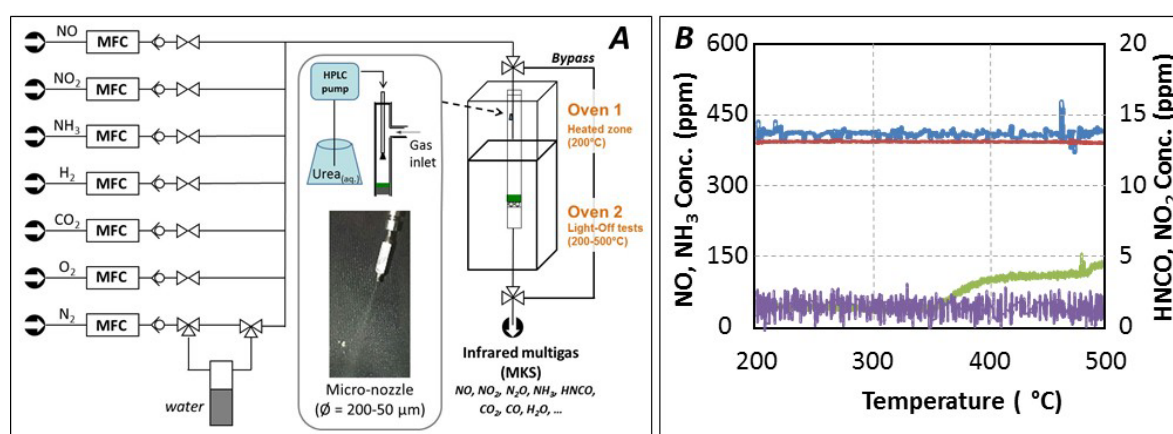 A
NO
MFC
NO2
MFC
NH3
MFC
H2
MFC
CO2
MFC
O2
MFC
N2
MFC
water
HPLC
pump
Urea(aq.)
Gas
inlet
Micro-nozzle
(Ø = 200-50 µm)
Bypass
Oven 1
Heated zone
(200°C)
Oven 2
Light-Off tests
(200-500°C)
Infrared multigas
(MKS)
NO, NO2, N2O, NH3, HNCO,
CO2, CO, H2O, ...
B
NO, NH3 Conc. (ppm)
600
450
300
150
0
20
15
10
5
0
HNCO, NO2 Conc. (ppm)
200
300
400
500
Temperature ( °C)